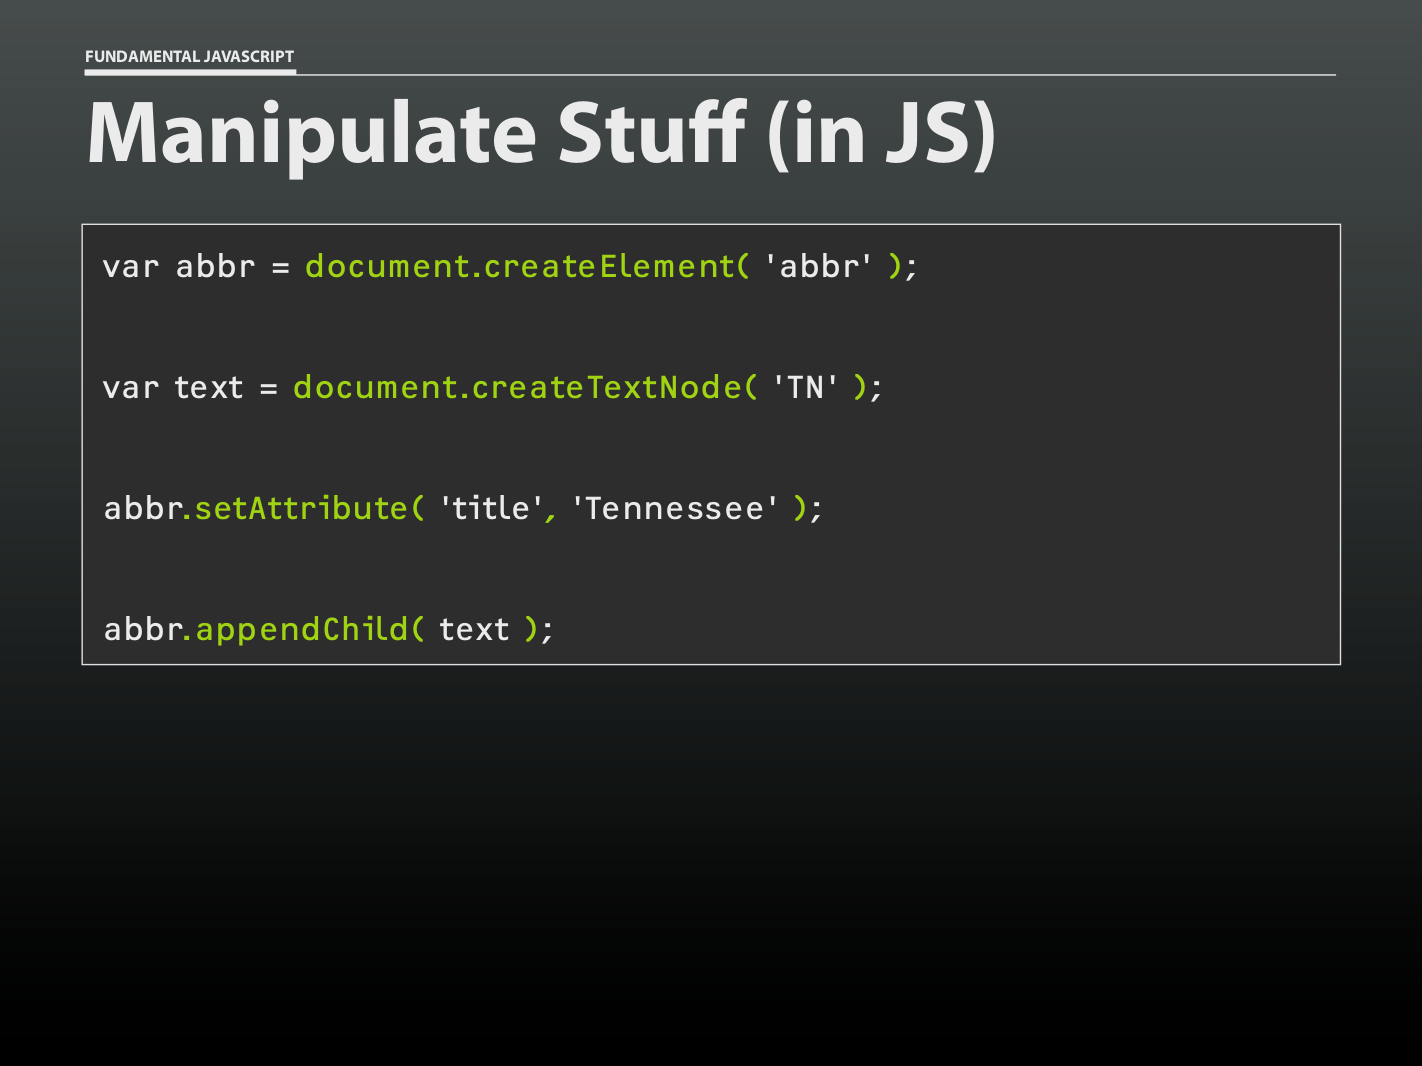 FUNDAMENTAL JAVASCRIPT
Manipulate Stuff (in JS)
var abbr = document.createElement( 'abbr' );
var text = document.createTextNode( 'TN' );
abbr.setAttribute( 'title', 'Tennessee' );
abbr.appendChild( text );